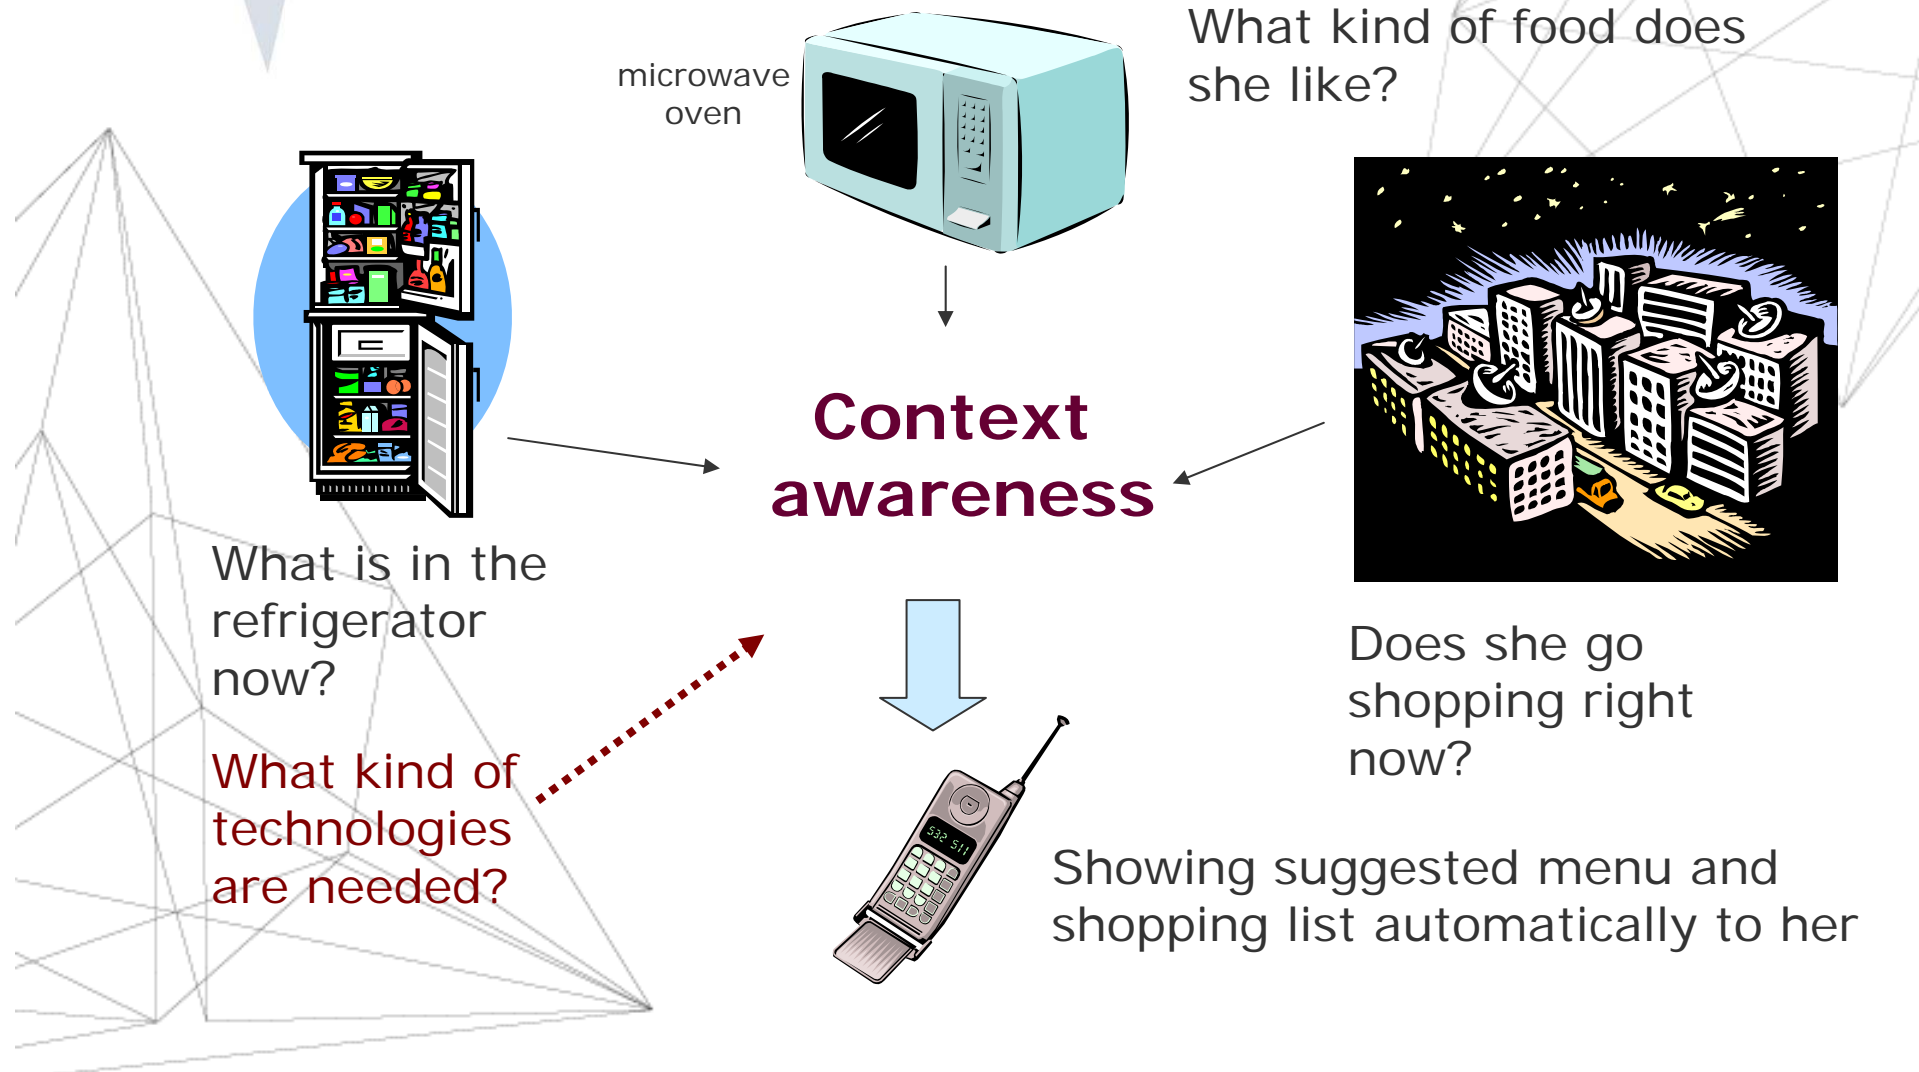 What kind of food does
she like?
microwave
oven
Context
awareness
What is in the
refrigerator
now?
Does she go
shopping right
now?
What kind of
technologies
are needed?
532 511
Showing suggested menu and
shopping list automatically to her